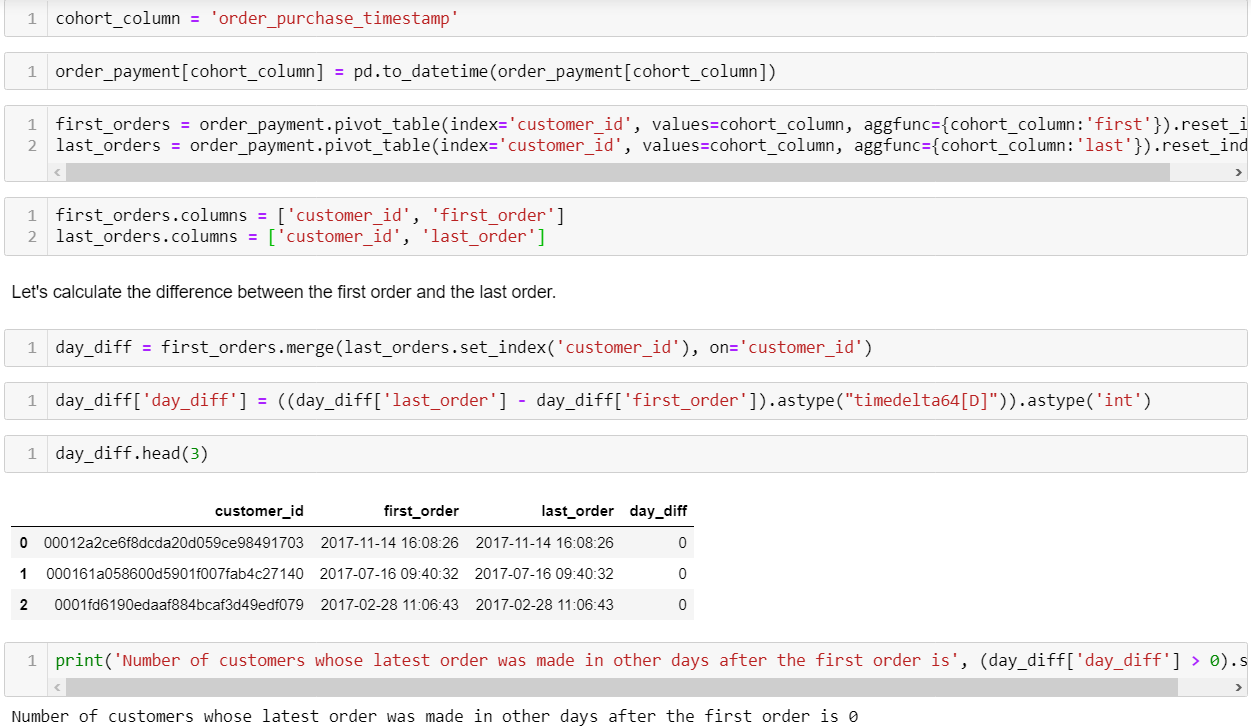 1 cohort_column = 'order_purchase_timestamp'
1 order_payment[cohort_column] = pd.to_datetime(order_payment[cohort_column])
1 first_orders = order_payment.pivot_table(index='customer_id', values=cohort_column, aggfunc={cohort_column:'first'}).reset_i
2 last_orders = order_payment.pivot_table(index='customer_id', values=cohort_column, aggfunc={cohort_column:'last'}).reset_ind
1 first_orders.columns = ['customer_id', 'first_order']
2 last_orders.columns = ['customer_id', 'last_order']
Let's calculate the difference between the first order and the last order.
1 day_diff = first_orders.merge(last_orders.set_index('customer_id'), on='customer_id')
1 day_diff['day_diff'] = ((day_diff['last_order'] - day_diff['first_order']).astype("timedelta64[D]")).astype('int')
1 day_diff.head(3)
customer_id first_order last_order day_diff
0 00012a2ce6f8dcda20d059ce98491703 2017-11-14 16:08:26 2017-11-14 16:08:26 0
1 000161a058600d5901f007fab4c27140 2017-07-16 09:40:32 2017-07-16 09:40:32 0
2 0001fd6190edaaf884bcaf3d49edf079 2017-02-28 11:06:43 2017-02-28 11:06:43 0
1 print('Number of customers whose latest order was made in other days after the first order is', (day_diff['day_diff'] > 0).s
Number of customers whose latest order was made in other days after the first order is 0